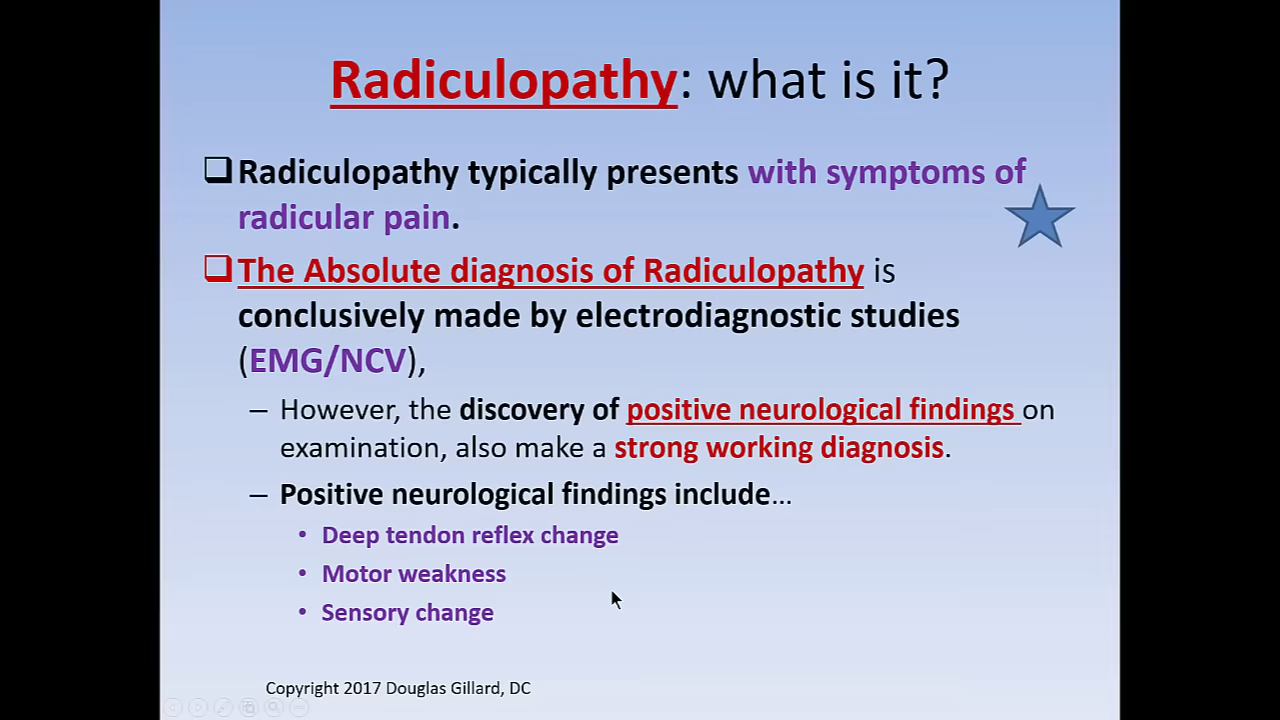 Radiculopathy: what is it?
❑Radiculopathy typically presents with symptoms of
radicular pain.
❑The Absolute diagnosis of Radiculopathy is
conclusively made by electrodiagnostic studies
(EMG/NCV),
– However, the discovery of positive neurological findings on
examination, also make a strong working diagnosis.
– Positive neurological findings include…
• Deep tendon reflex change
• Motor weakness
• Sensory change
Copyright 2017 Douglas Gillard, DC